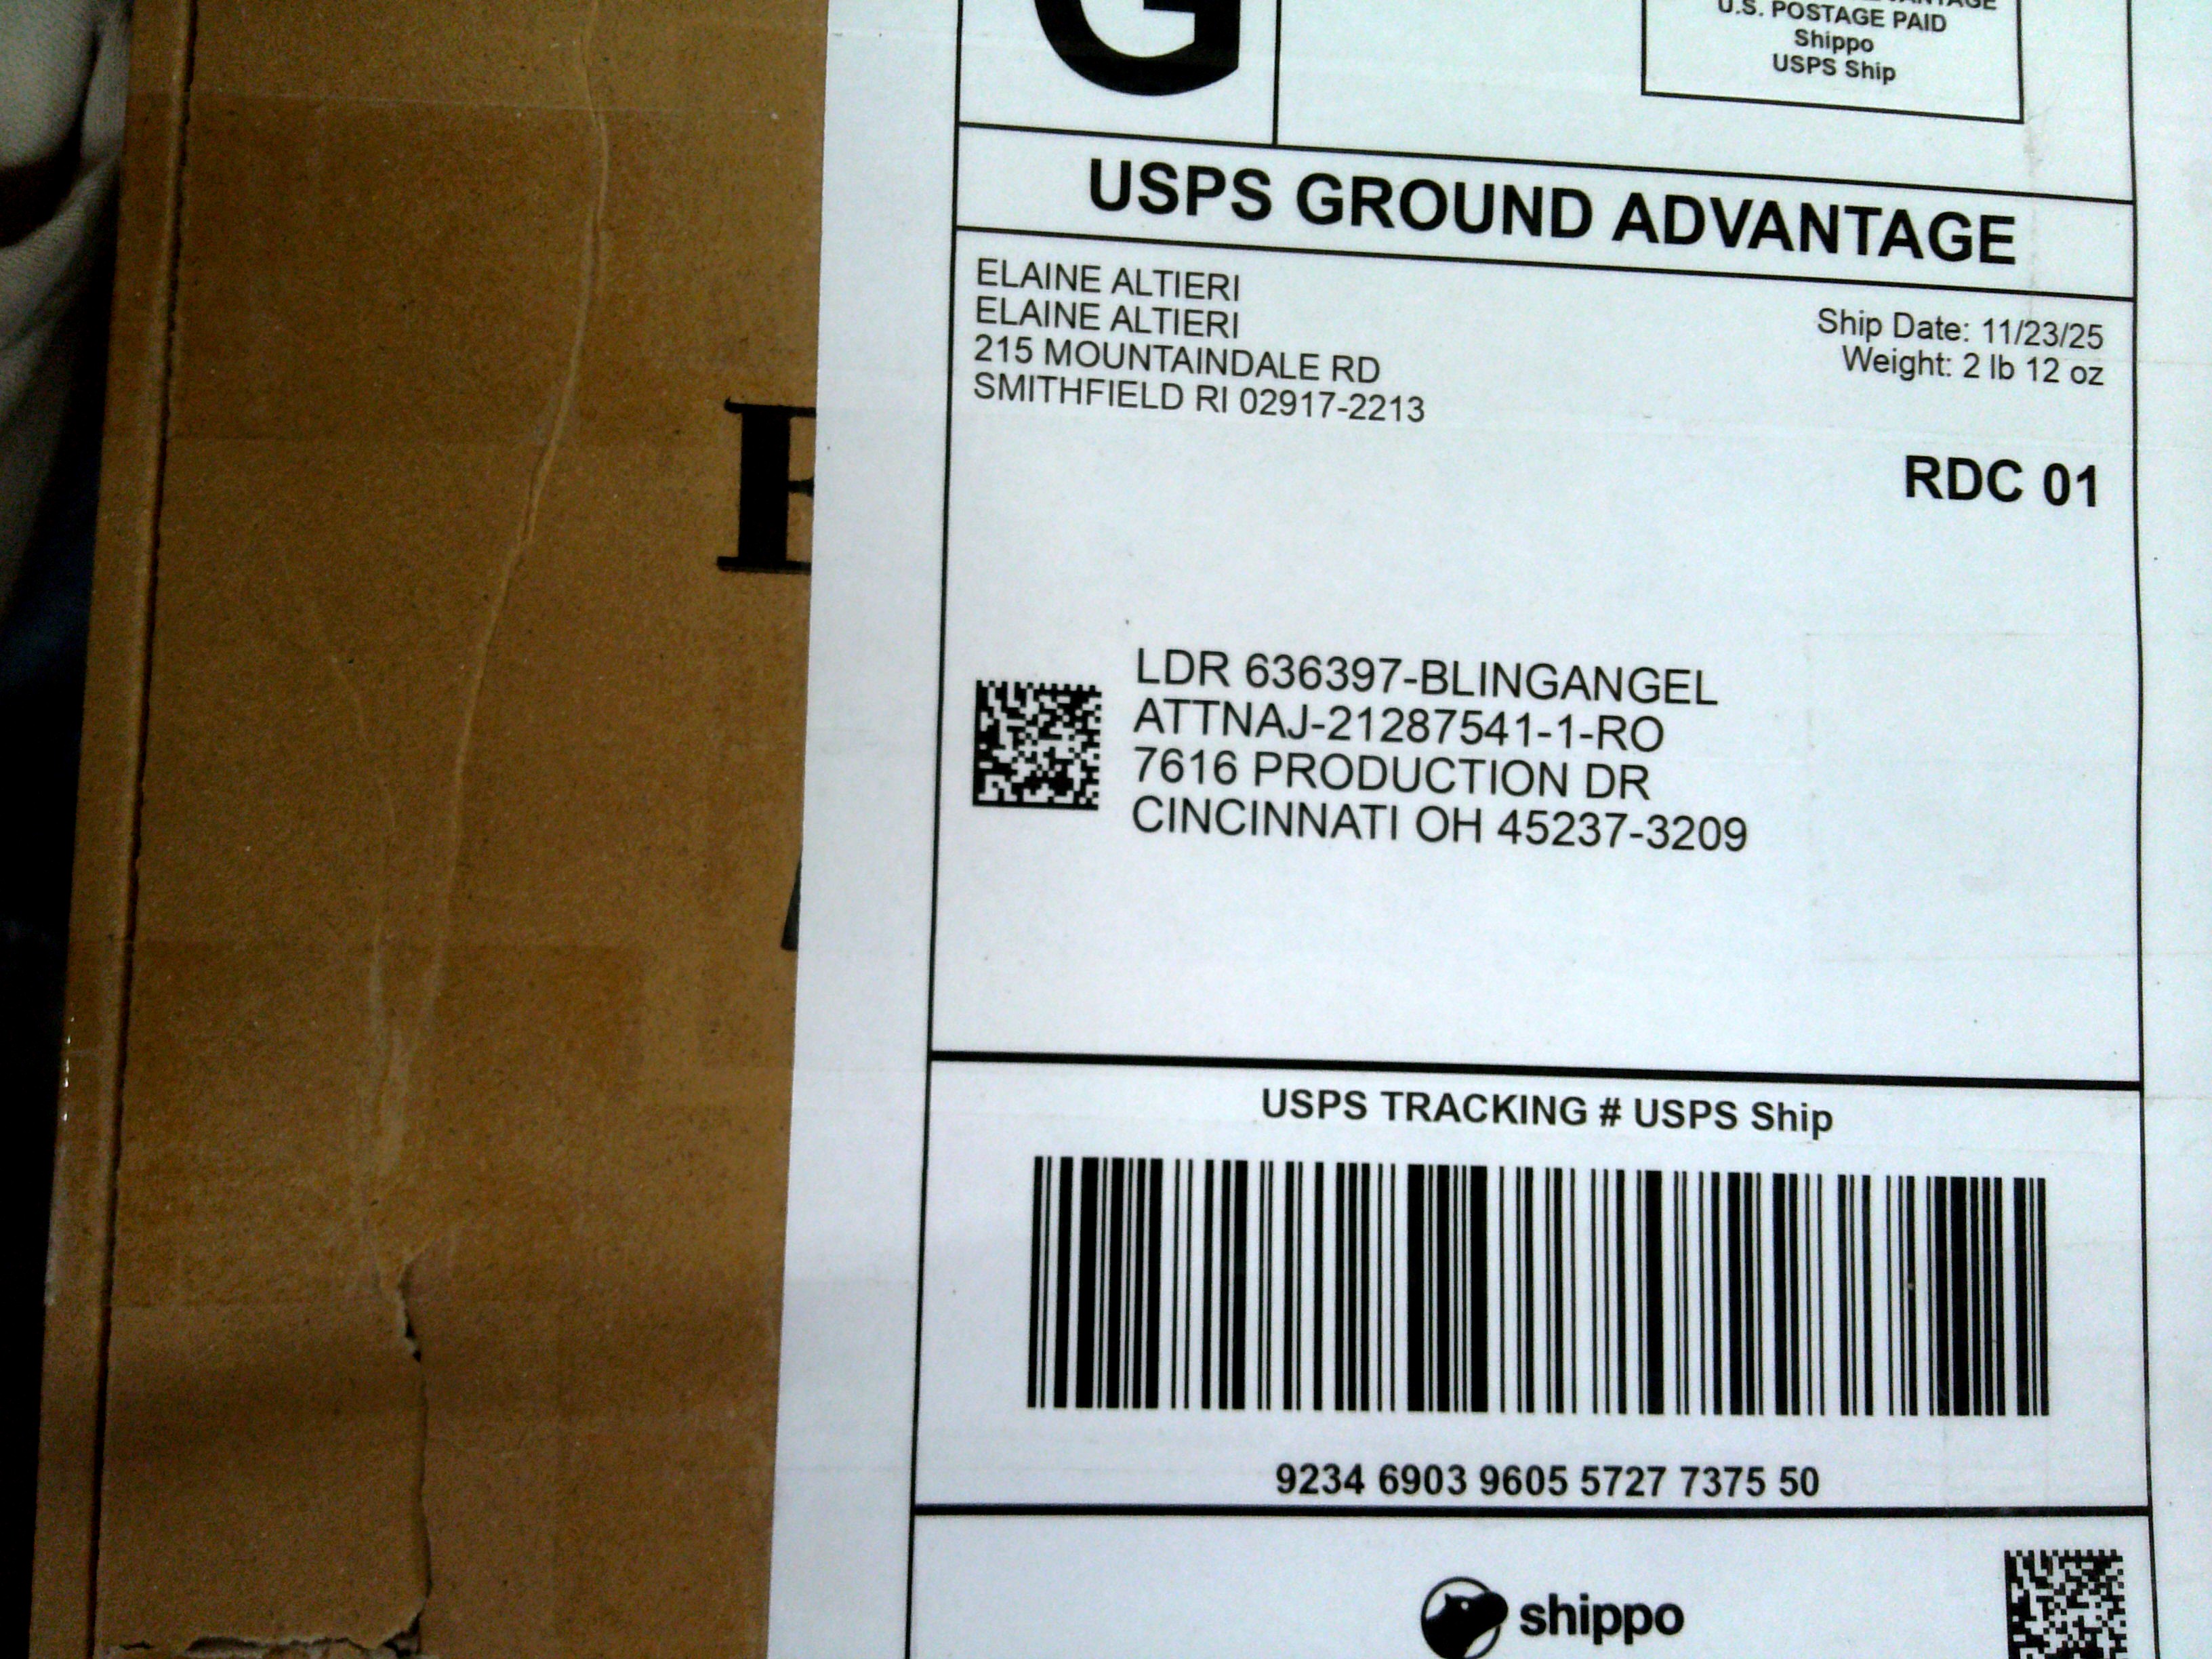 G
U.S. POSTAGE PAID
Shippo
USPS Ship
USPS GROUND ADVANTAGE
ELAINE ALTIERI
ELAINE ALTIERI
215 MOUNTAINDALE RD
SMITHFIELD RI 02917-2213
Ship Date: 11/23/25
Weight: 2 lb 12 oz
RDC 01
LDR 636397-BLINGANGEL
ATTNAJ-21287541-1-RO
7616 PRODUCTION DR
CINCINNATI OH 45237-3209
USPS TRACKING # USPS Ship
9234 6903 9605 5727 7375 50
shippo